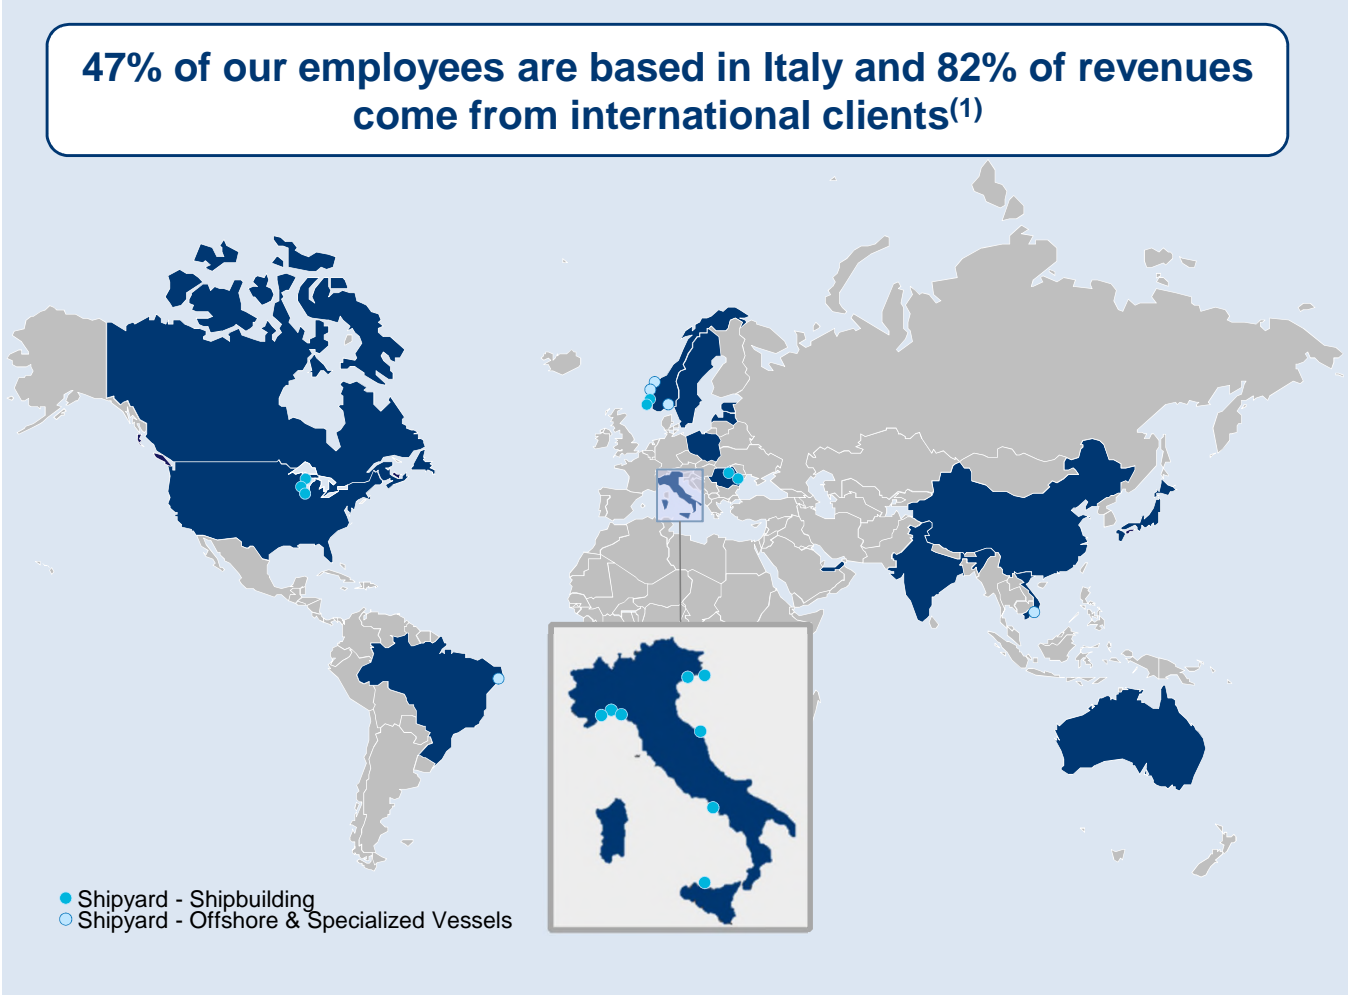 47% of our employees are based in Italy and 82% of revenues
come from international clients(1)
Shipyard - Shipbuilding
Shipyard - Offshore & Specialized Vessels